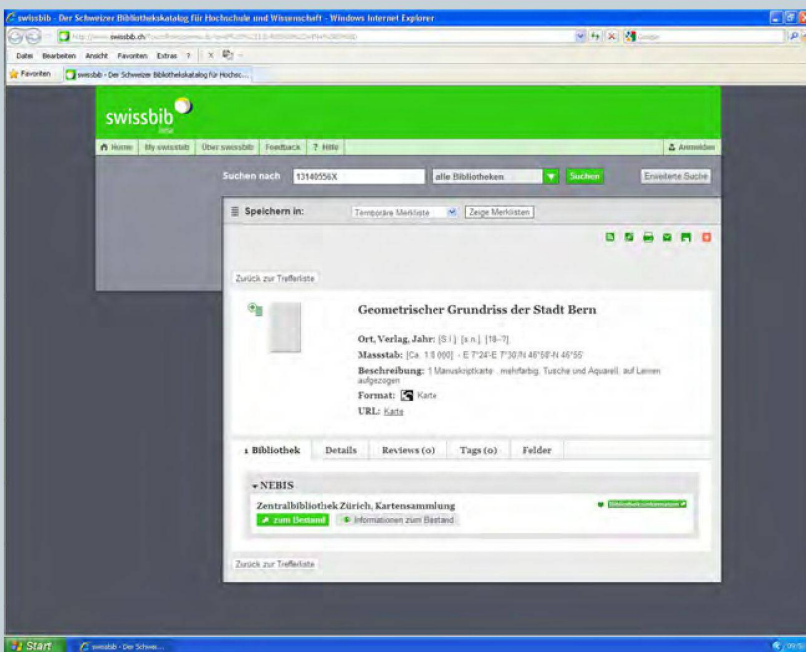 swissbib - Der Schweizer Bibliothekskatalog für Hochschule und Wissenschaft - Windows Internet Explorer
swissbib.ch
Google
Datei Bearbeiten Ansicht Favoriten Extras ?
Favoriten swissbib - Der Schweizer Bibliothekskatalog für Hochsc...
swissbib
beta
Home My swissbib Über swissbib Feedback ? Hilfe Anmelden
Suchen nach 13140556X alle Bibliotheken Suchen Erweiterte Suche
Speichern in: Temporäre Merkliste Zeige Merklisten
Zurück zur Trefferliste
Geometrischer Grundriss der Stadt Bern
Ort, Verlag, Jahr: [S.l.] [s.n.], [18-?]
Massstab: [Ca. 1:8 000] - E 7°24'-E 7°30'/N 46°58'-N 46°55'
Beschreibung: 1 Manuskriptkarte mehrfarbig, Tusche und Aquarell, auf Leinen
aufgezogen
Format: Karte
URL: Karte
1 Bibliothek Details Reviews (0) Tags (0) Felder
NEBIS
Zentralbibliothek Zürich, Kartensammlung
zum Bestand Informationen zum Bestand
Zurück zur Trefferliste
Start swissbib - Der Schwei...